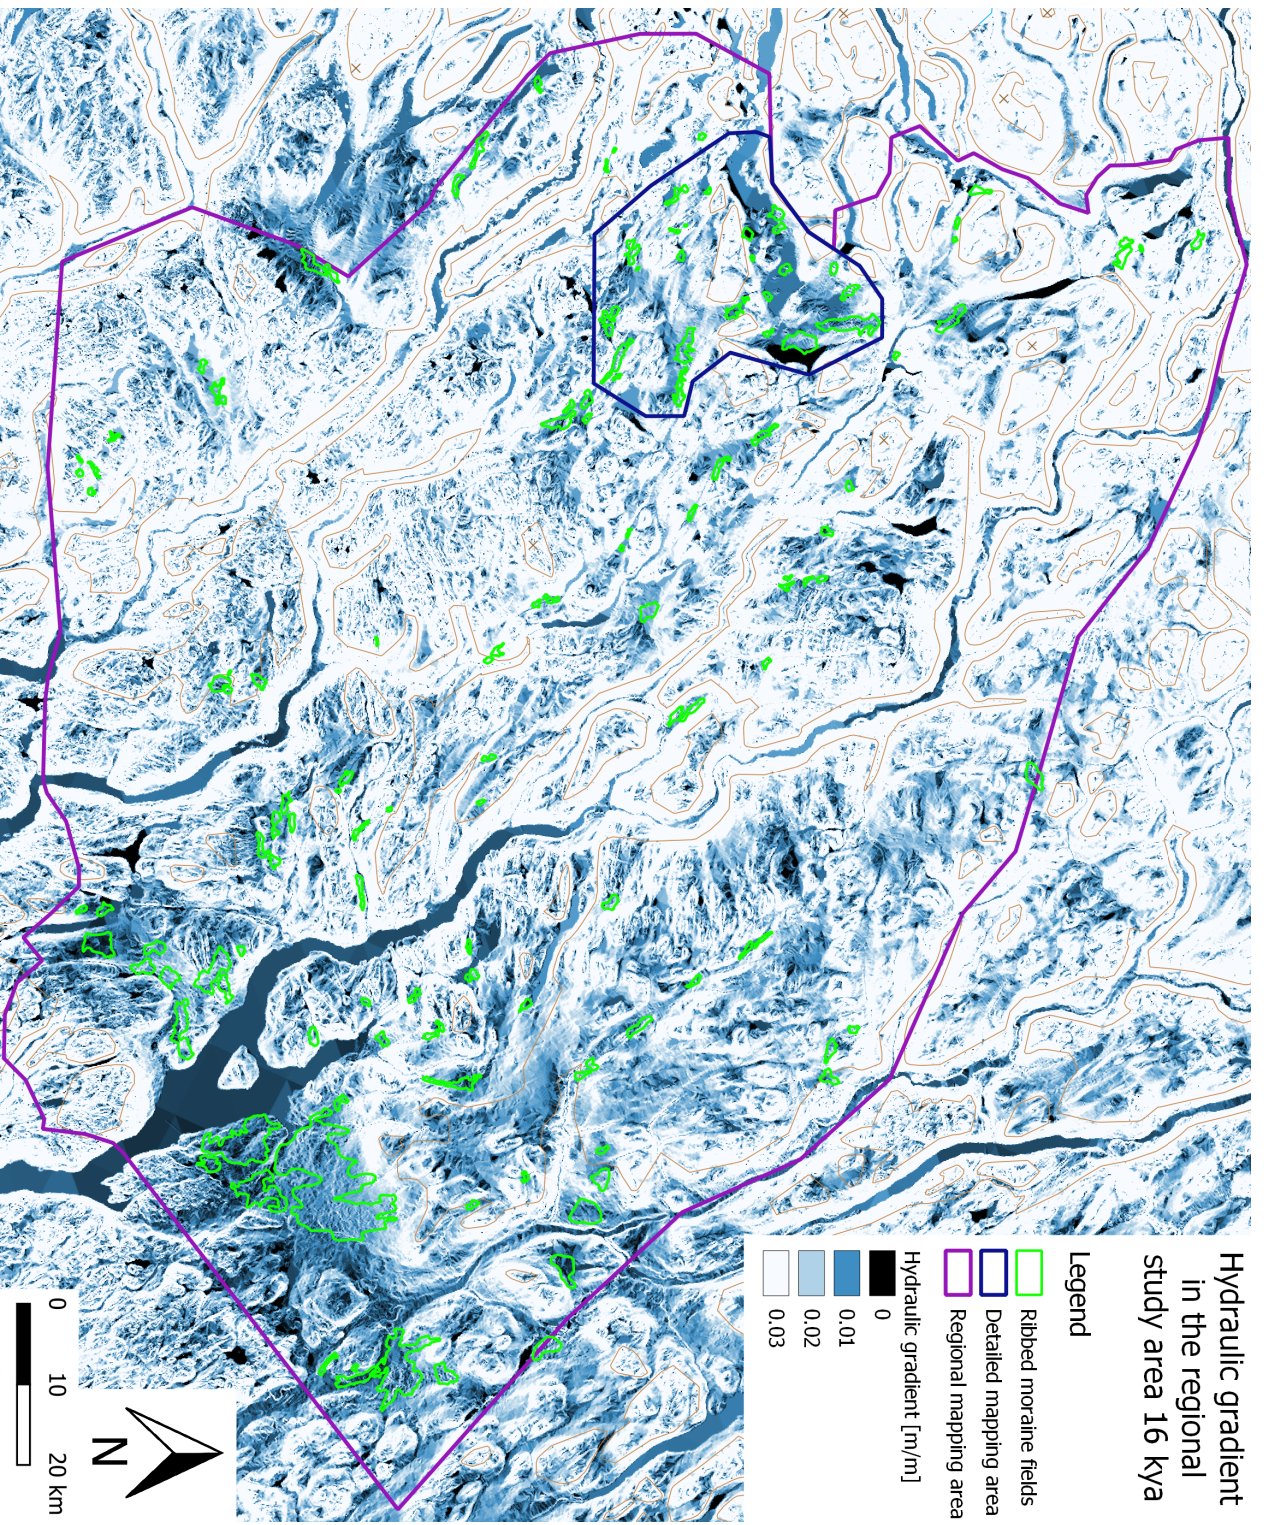 Hydraulic gradient
in the regional
study area 16 kya
Legend
Ribbed moraine fields
Detailed mapping area
Regional mapping area
Hydraulic gradient [m/m]
0
0.01
0.02
0.03
0 10 20 km
N